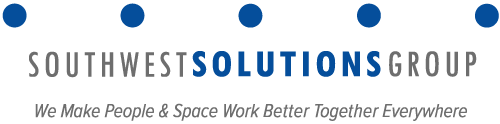 SOUTHWESTSOLUTIONSGROUP
We Make People & Space Work Better Together Everywhere